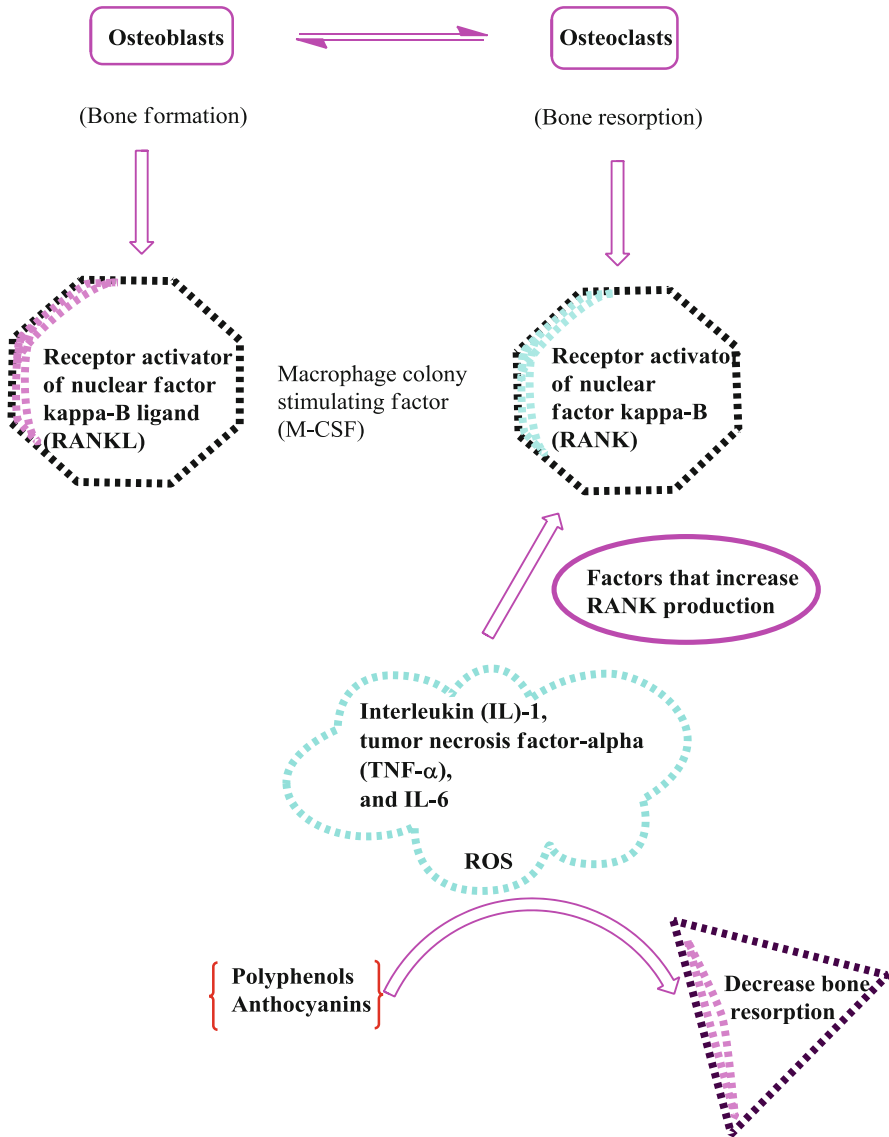 Osteoblasts
Osteoclasts
(Bone formation)
(Bone resorption)
Receptor activator
of nuclear factor
kappa-B ligand
(RANKL)
Macrophage colony
stimulating factor
(M-CSF)
Receptor activator
of nuclear
factor kappa-B
(RANK)
Factors that increase
RANK production
Interleukin (IL)-1,
tumor necrosis factor-alpha
(TNF-α),
and IL-6
ROS
Polyphenols
Anthocyanins
Decrease bone
resorption